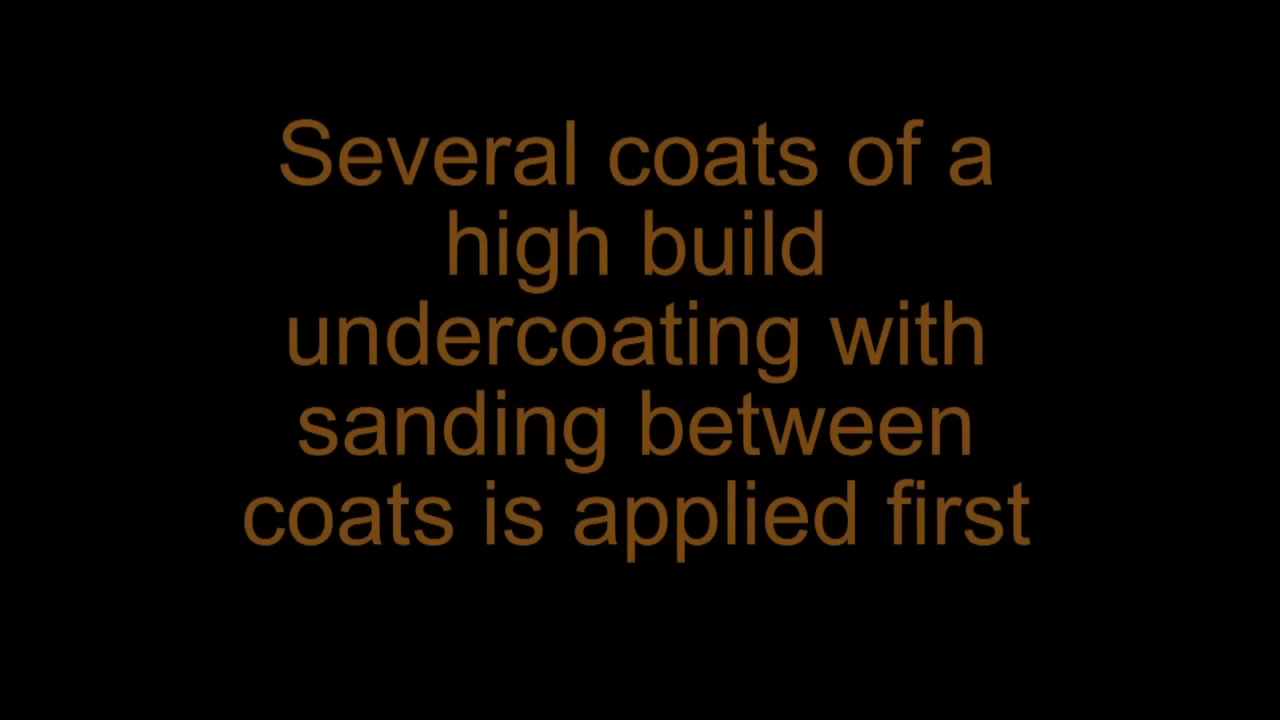 Several coats of a
high build
undercoating with
sanding between
coats is applied first